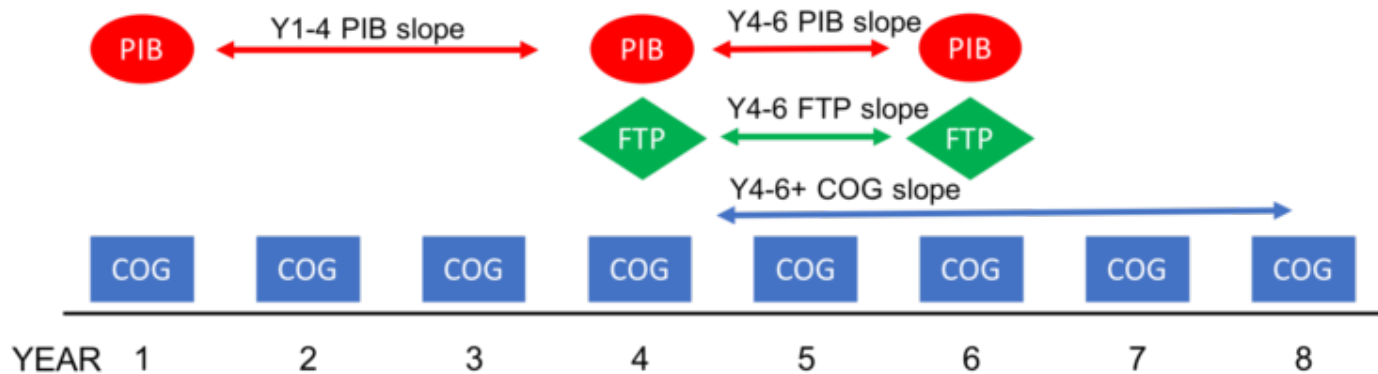 Y1-4 PIB slope Y4-6 PIB slope
PIB PIB PIB
Y4-6 FTP slope
FTP FTP
Y4-6+ COG slope
COG COG COG COG COG COG COG COG
YEAR 1 2 3 4 5 6 7 8